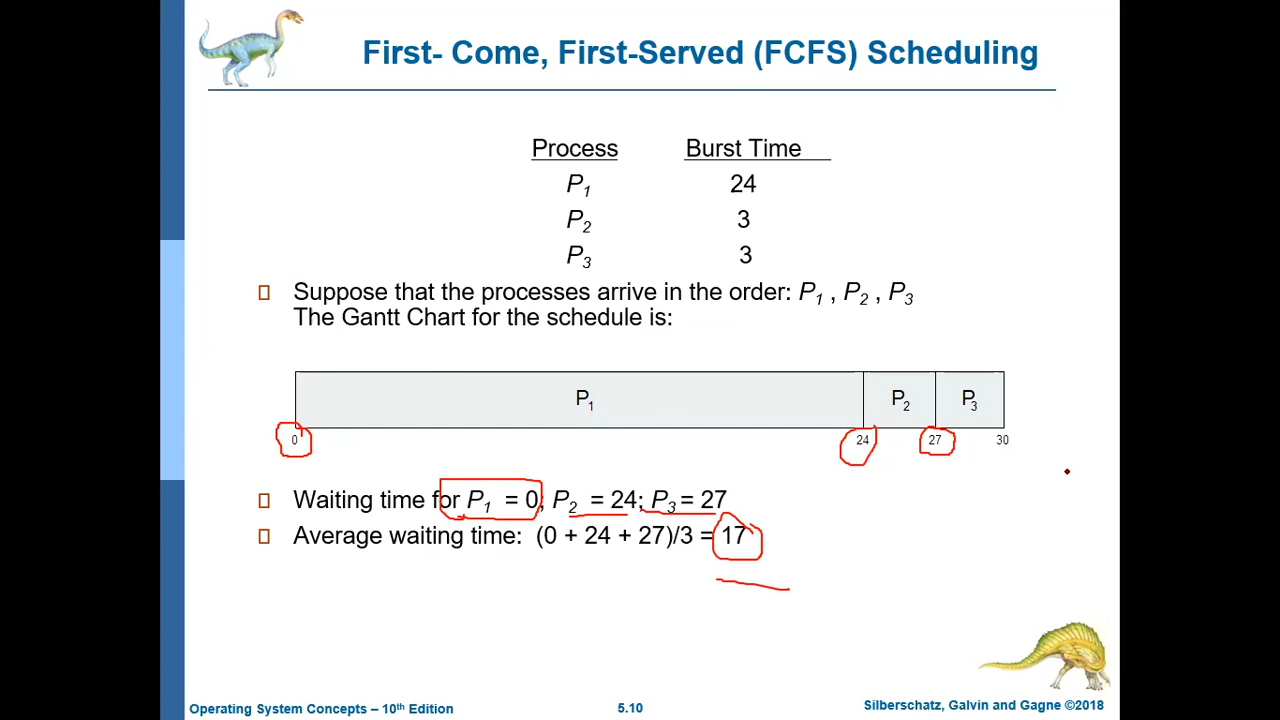 First- Come, First-Served (FCFS) Scheduling
Process Burst Time
P1 24
P2 3
P3 3
Suppose that the processes arrive in the order: P1 , P2 , P3
The Gantt Chart for the schedule is:
P1 P2 P3
0 24 27 30
Waiting time for P1 = 0; P2 = 24; P3 = 27
Average waiting time: (0 + 24 + 27)/3 = 17
Operating System Concepts – 10th Edition 5.10 Silberschatz, Galvin and Gagne ©2018